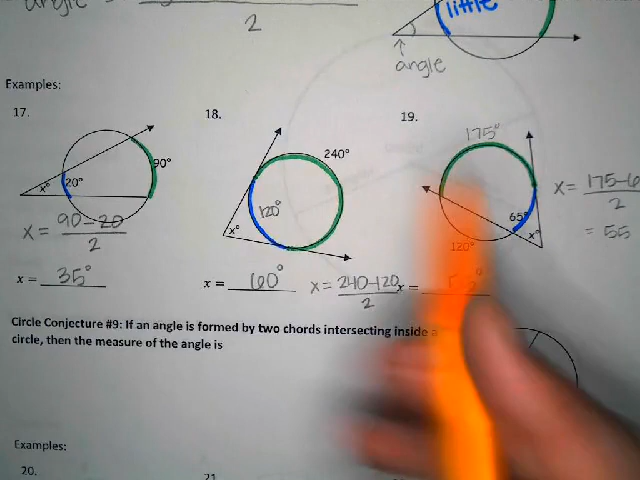 angle =
2
little
angle
Examples:
17.
18.
19.
90°
20°
x°
x = 90-20
2
x = 35°
240°
120°
x°
x = 60°
x = 240-120
2
175°
65°
x°
120°
x = 175-6
2
= 55
x =
Circle Conjecture #9: If an angle is formed by two chords intersecting inside a
circle, then the measure of the angle is
Examples:
20.
21